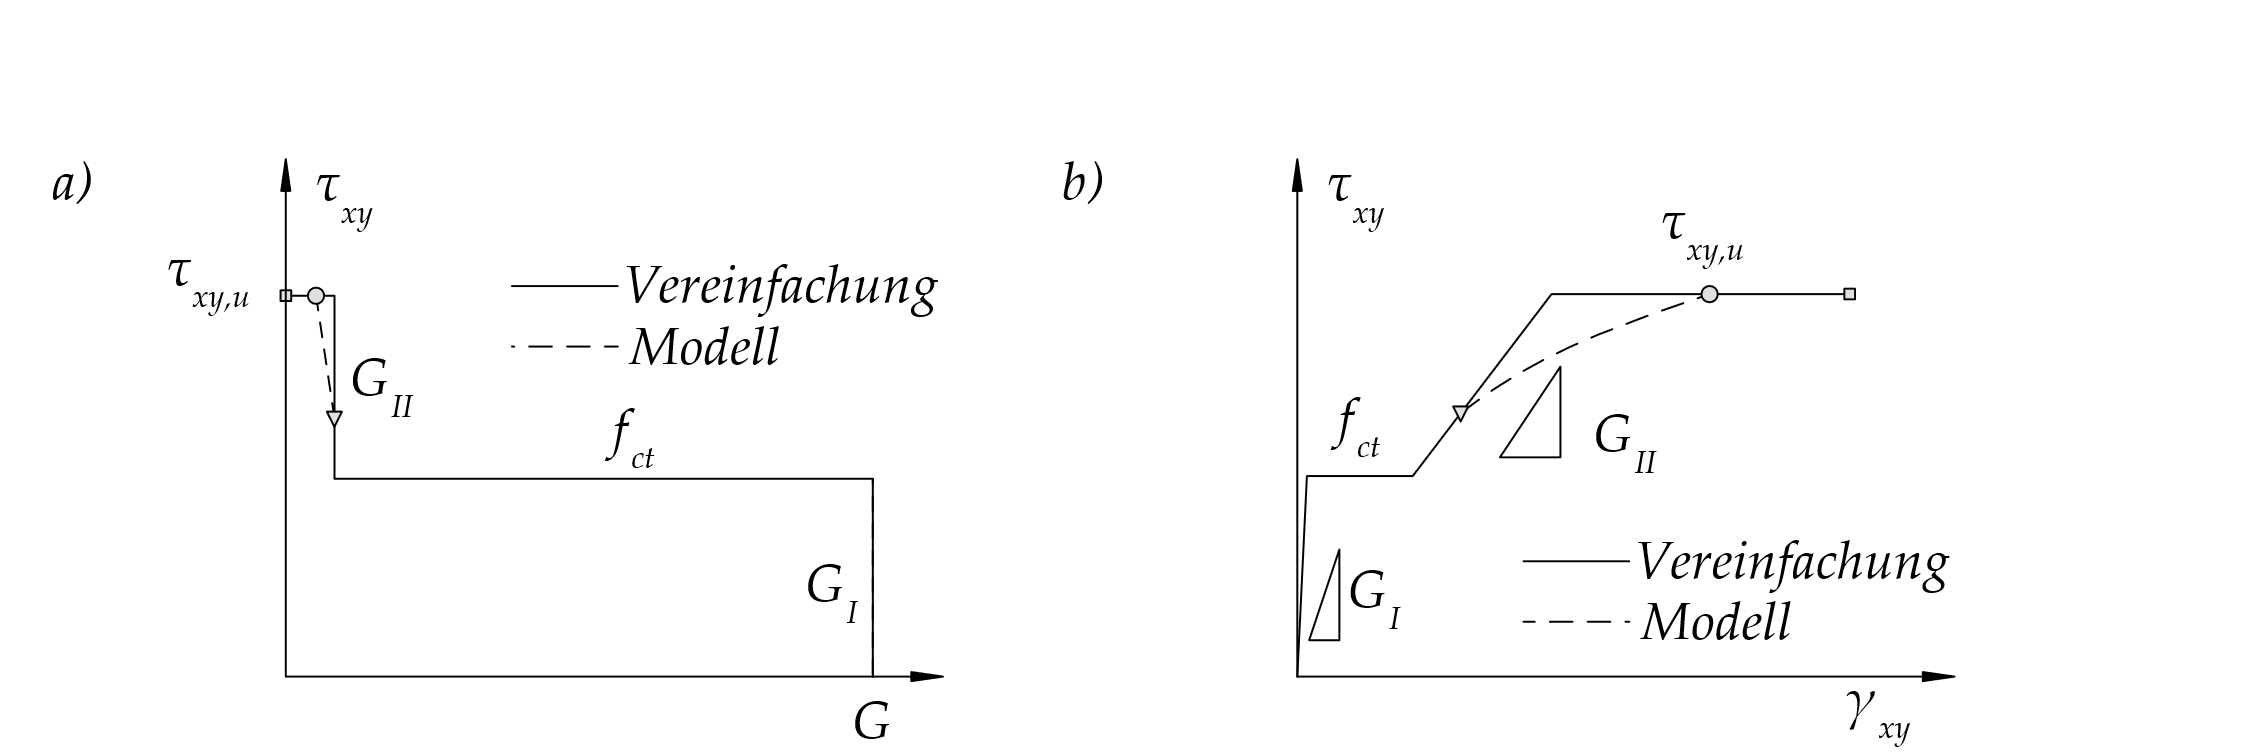 a)
τxy
τxy,u
Vereinfachung
Modell
GII
fct
GI
G
b)
τxy
τxy,u
fct
GII
GI
Vereinfachung
Modell
γxy